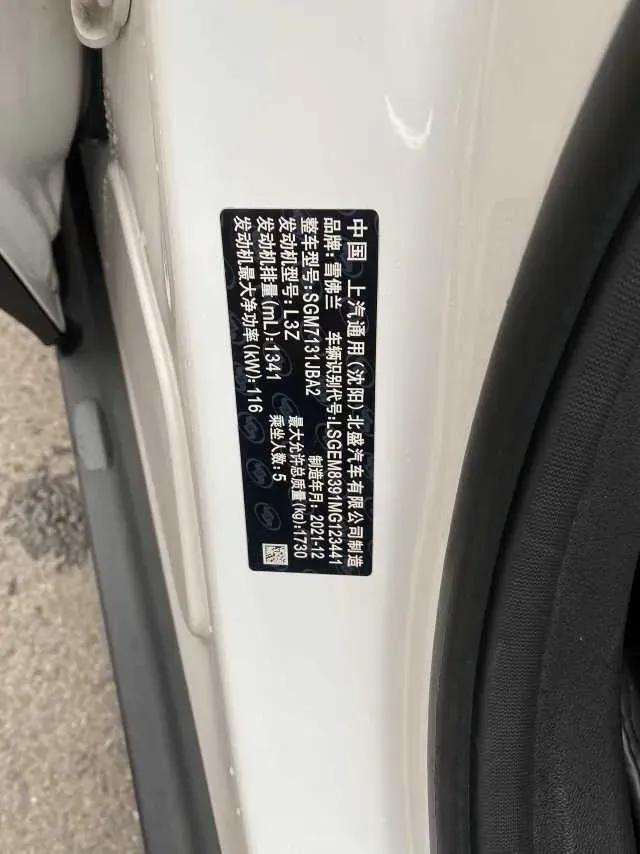 中国 上汽通用(沈阳)北盛汽车有限公司制造
品牌:雪佛兰 车辆识别代号:LSGEM8391MG123441
整车型号:SGM7131JBA2 制造年月:2021-12
发动机型号:L3Z 最大允许总质量(kg):1730
发动机排量(mL):1341 乘坐人数:5
发动机最大净功率(kW):116